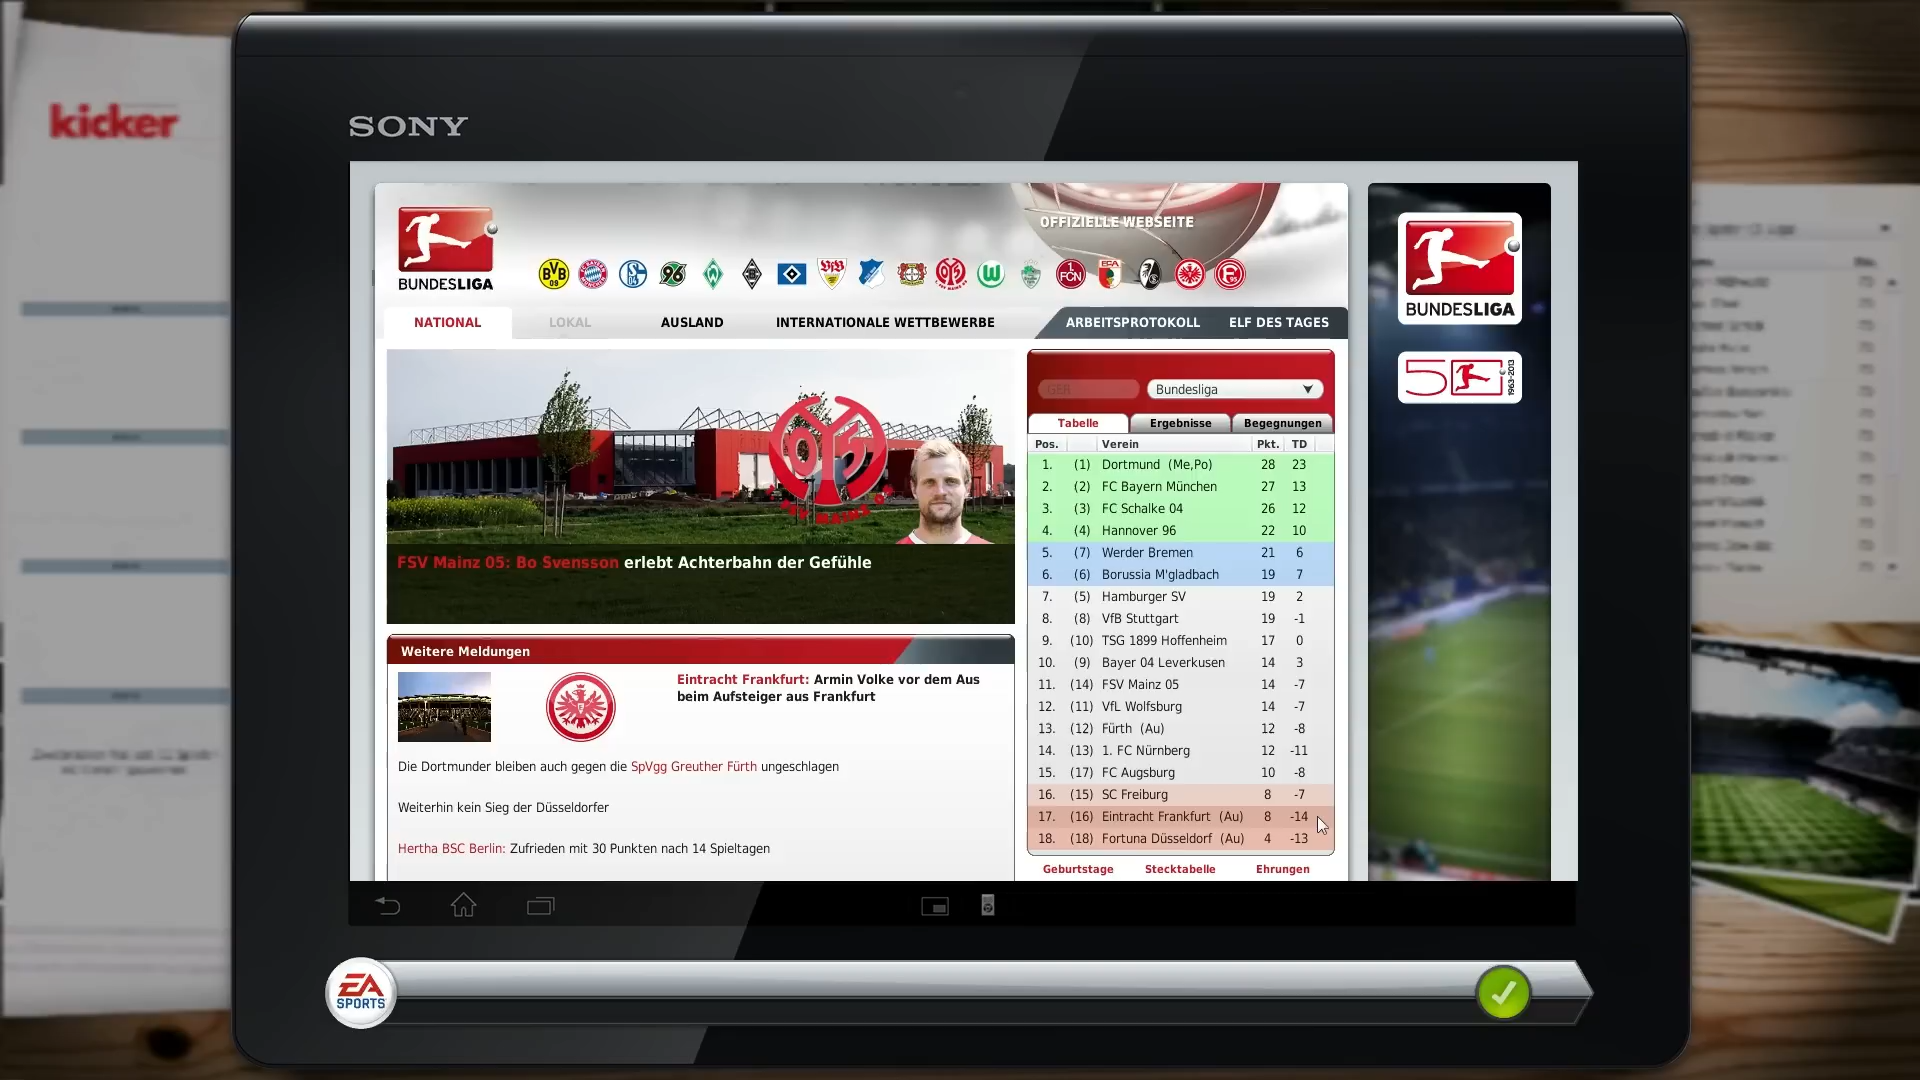 kicker
SONY
OFFIZIELLE WEBSEITE
BUNDESLIGA
NATIONAL
LOKAL
AUSLAND
INTERNATIONALE WETTBEWERBE
ARBEITSPROTOKOLL
ELF DES TAGES
FSV Mainz 05: Bo Svensson erlebt Achterbahn der Gefühle
Weitere Meldungen
Eintracht Frankfurt: Armin Volke vor dem Aus
beim Aufsteiger aus Frankfurt
Die Dortmunder bleiben auch gegen die SpVgg Greuther Fürth ungeschlagen
Weiterhin kein Sieg der Düsseldorfer
Hertha BSC Berlin: Zufrieden mit 30 Punkten nach 14 Spieltagen
GER
Bundesliga
Tabelle Ergebnisse Begegnungen
Pos. Verein Pkt. TD
1. (1) Dortmund (Me,Po) 28 23
2. (2) FC Bayern München 27 13
3. (3) FC Schalke 04 26 12
4. (4) Hannover 96 22 10
5. (7) Werder Bremen 21 6
6. (6) Borussia M'gladbach 19 7
7. (5) Hamburger SV 19 2
8. (8) VfB Stuttgart 19 -1
9. (10) TSG 1899 Hoffenheim 17 0
10. (9) Bayer 04 Leverkusen 14 3
11. (14) FSV Mainz 05 14 -7
12. (11) VfL Wolfsburg 14 -7
13. (12) Fürth (Au) 12 -8
14. (13) 1. FC Nürnberg 12 -11
15. (17) FC Augsburg 10 -8
16. (15) SC Freiburg 8 -7
17. (16) Eintracht Frankfurt (Au) 8 -14
18. (18) Fortuna Düsseldorf (Au) 4 -13
Geburtstage Stecktabelle Ehrungen
BUNDESLIGA
50
1963-2013
EA
SPORTS